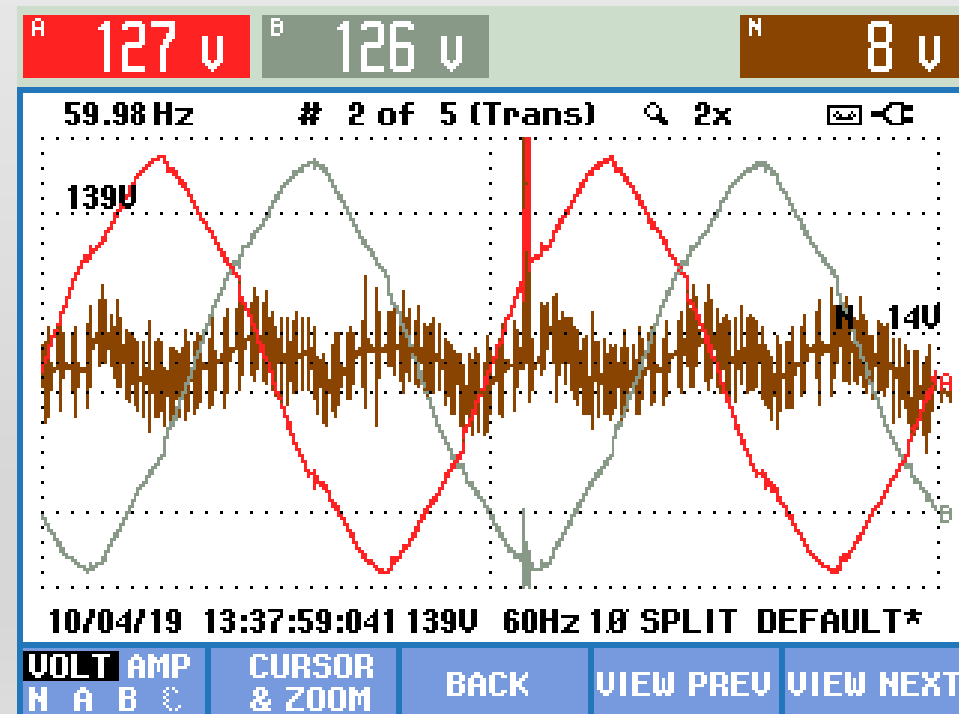 A 127 V B 126 V N 8 V
59.98 Hz # 2 of 5 (Trans) 2x
139V
N 14V
A
N
B
10/04/19 13:37:59:041 139V 60Hz 1Ø SPLIT DEFAULT*
VOLT AMP CURSOR BACK VIEW PREV VIEW NEXT
N A B C & ZOOM